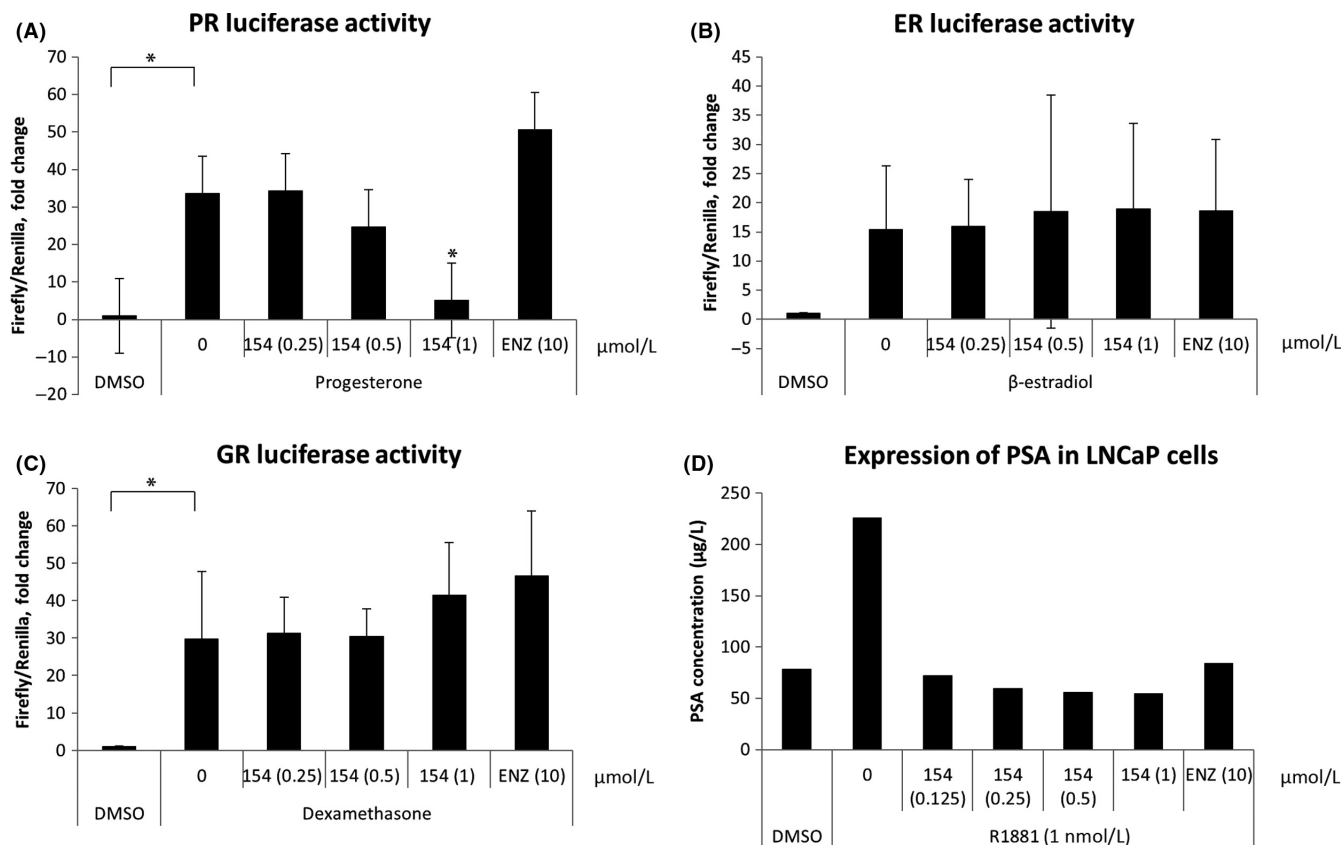 (A) PR luciferase activity
Firefly/Renilla, fold change
70
60
50
40
30
20
10
0
–10
–20
*
*
0 154 (0.25) 154 (0.5) 154 (1) ENZ (10) μmol/L
DMSO Progesterone
(B) ER luciferase activity
Firefly/Renilla, fold change
45
40
35
30
25
20
15
10
5
0
–5
0 154 (0.25) 154 (0.5) 154 (1) ENZ (10) μmol/L
DMSO β-estradiol
(C) GR luciferase activity
Firefly/Renilla, fold change
70
60
50
40
30
20
10
0
*
0 154 (0.25) 154 (0.5) 154 (1) ENZ (10) μmol/L
DMSO Dexamethasone
(D) Expression of PSA in LNCaP cells
PSA concentration (μg/L)
250
200
150
100
50
0
0 154 154 154 154 (1) ENZ (10) μmol/L
(0.125) (0.25) (0.5)
DMSO R1881 (1 nmol/L)